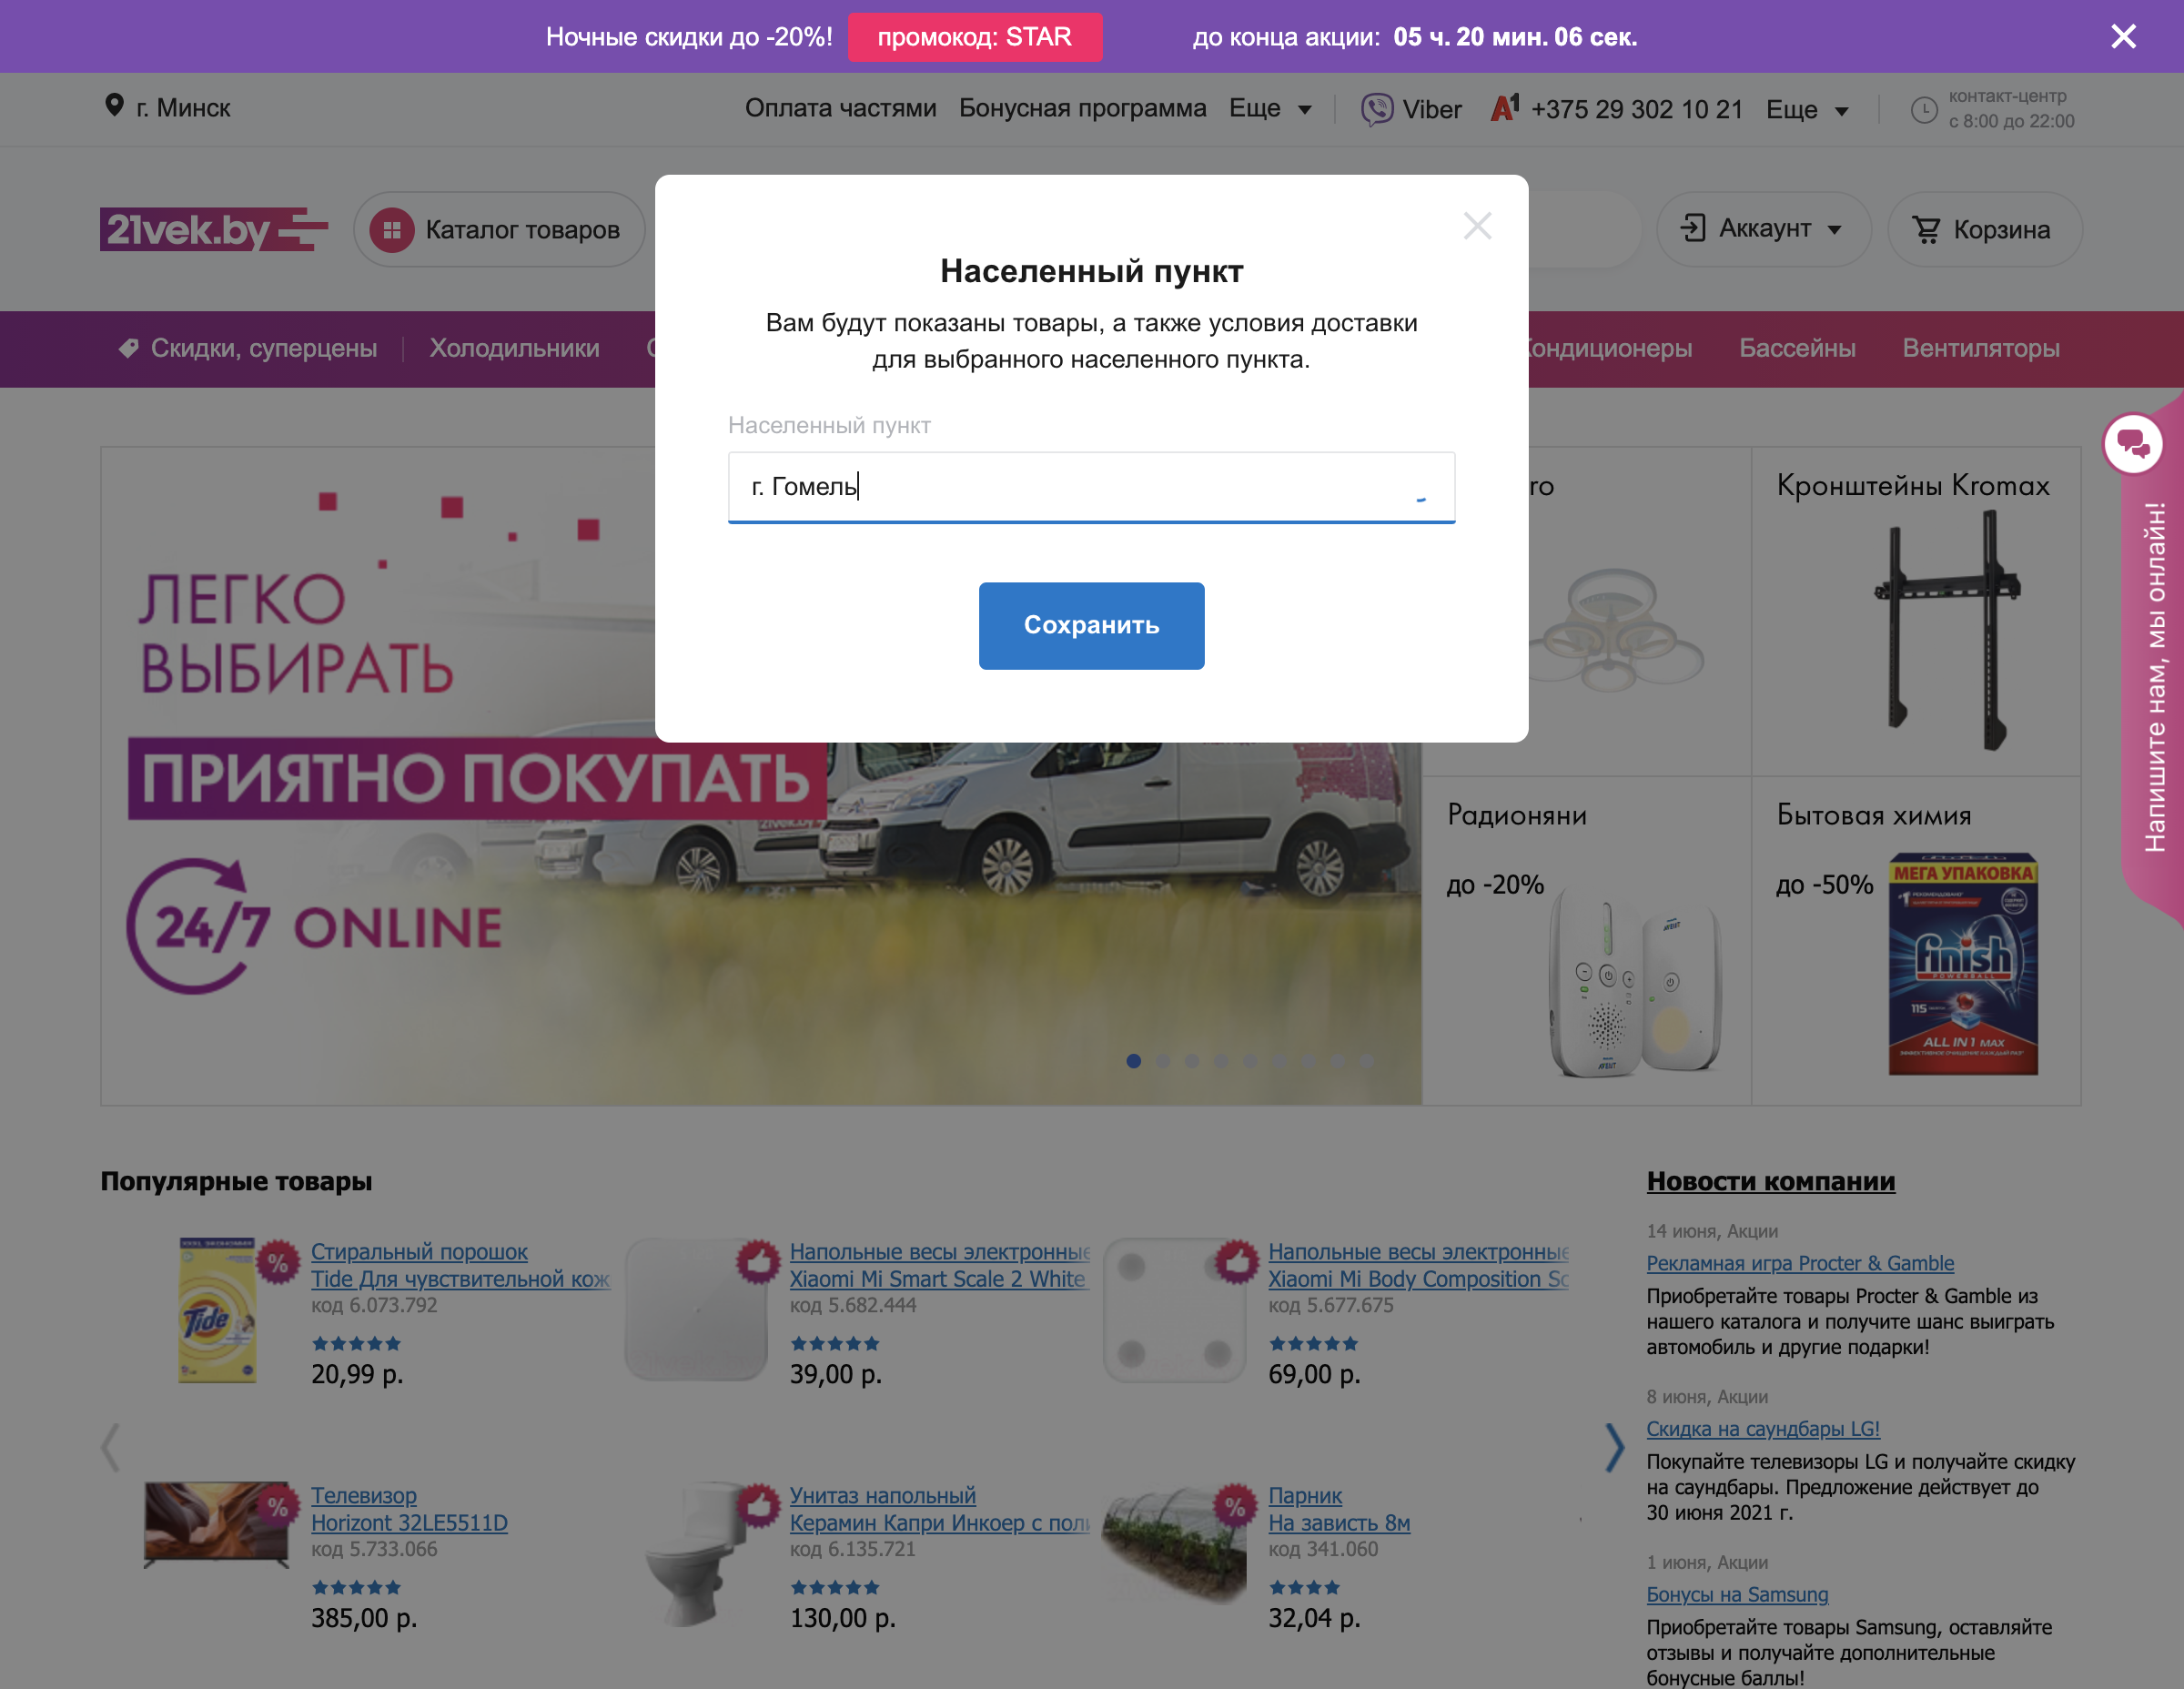 Ночные скидки до -20%! промокод: STAR до конца акции: 05 ч. 20 мин. 06 сек.
г. Минск Оплата частями Бонусная программа Еще Viber A1 +375 29 302 10 21 Еще контакт-центр
с 8:00 до 22:00
21vek.by Каталог товаров Аккаунт Корзина
Скидки, суперцены Холодильники Кондиционеры Бассейны Вентиляторы
Населенный пункт
Вам будут показаны товары, а также условия доставки
для выбранного населенного пункта.
Населенный пункт
г. Гомель
Сохранить
ЛЕГКО
ВЫБИРАТЬ
ПРИЯТНО ПОКУПАТЬ
24/7 ONLINE
Кронштейны Kromax
Радионяни
до -20%
Бытовая химия
до -50%
МЕГА УПАКОВКА
finish
POWERBALL
115
ALL IN 1 MAX
AVENT
AVENT
Напишите нам, мы онлайн!
Популярные товары
Tide
Стиральный порошок
Tide Для чувствительной кож
код 6.073.792
20,99 р.
Напольные весы электронные
Xiaomi Mi Smart Scale 2 White
код 5.682.444
39,00 р.
Напольные весы электронные
Xiaomi Mi Body Composition Sc
код 5.677.675
69,00 р.
Телевизор
Horizont 32LE5511D
код 5.733.066
385,00 р.
Унитаз напольный
Керамин Капри Инкоер с поли
код 6.135.721
130,00 р.
Парник
На зависть 8м
код 341.060
32,04 р.
Новости компании
14 июня, Акции
Рекламная игра Procter & Gamble
Приобретайте товары Procter & Gamble из
нашего каталога и получите шанс выиграть
автомобиль и другие подарки!
8 июня, Акции
Скидка на саундбары LG!
Покупайте телевизоры LG и получайте скидку
на саундбары. Предложение действует до
30 июня 2021 г.
1 июня, Акции
Бонусы на Samsung
Приобретайте товары Samsung, оставляйте
отзывы и получайте дополнительные
бонусные баллы!